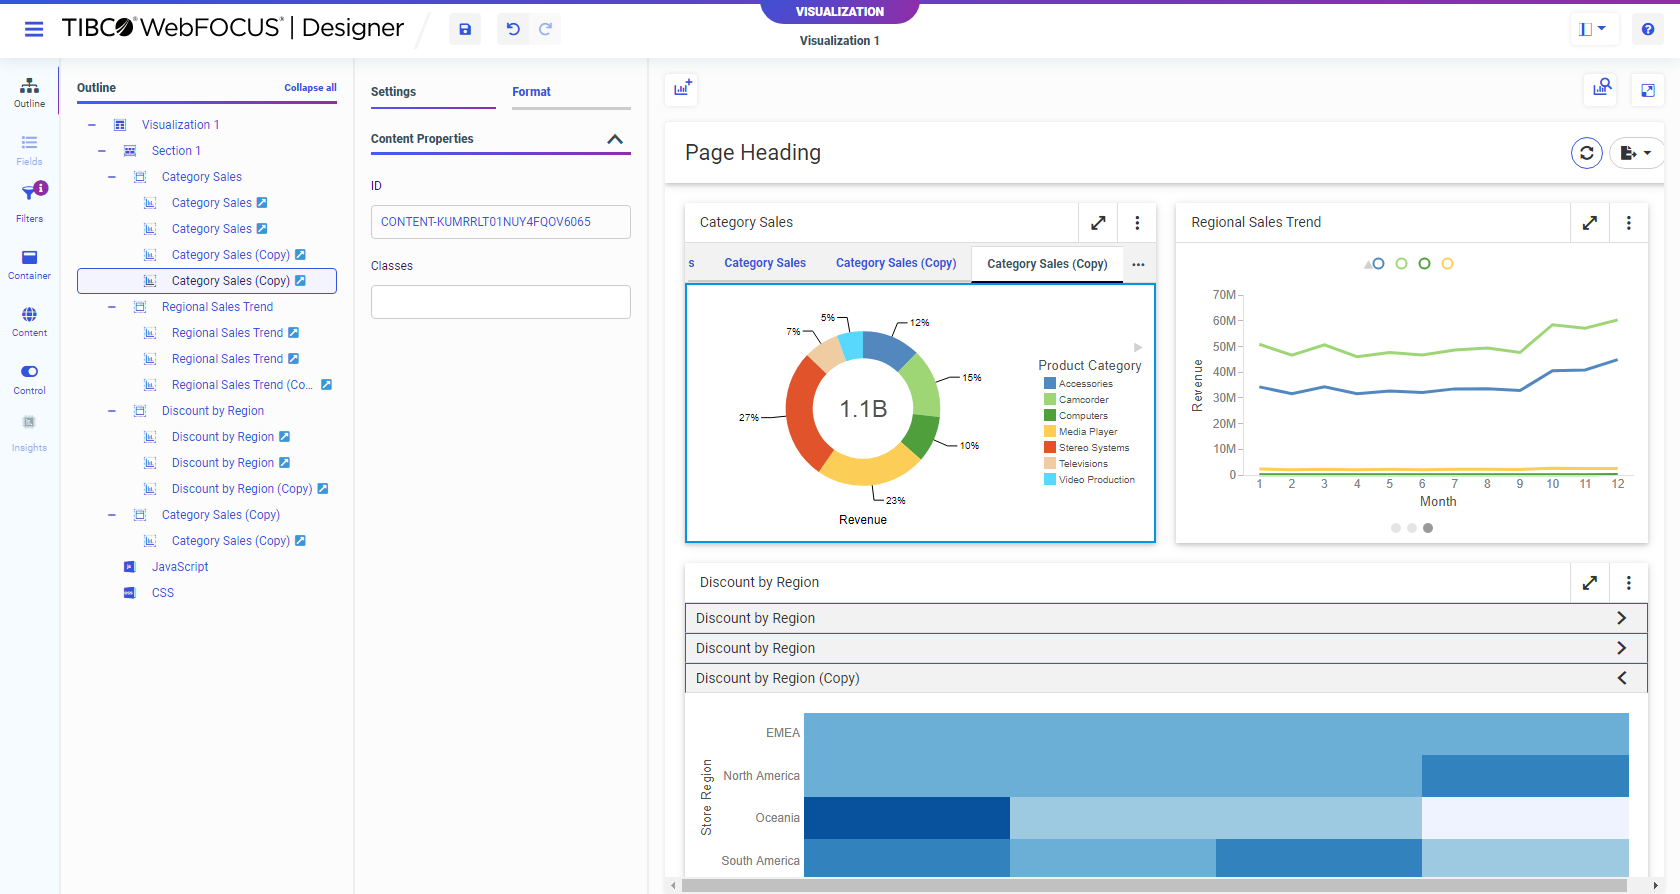 VISUALIZATION
TIBCO® WebFOCUS® | Designer
Visualization 1
Outline
Fields
Filters
Container
Content
Control
Insights
Outline
Collapse all
Visualization 1
Section 1
Category Sales
Category Sales
Category Sales
Category Sales (Copy)
Category Sales (Copy)
Regional Sales Trend
Regional Sales Trend
Regional Sales Trend
Regional Sales Trend (Co...
Discount by Region
Discount by Region
Discount by Region
Discount by Region (Copy)
Category Sales (Copy)
Category Sales (Copy)
JavaScript
CSS
Settings
Format
Content Properties
ID
CONTENT-KUMRRLT01NUY4FQOV6065
Classes
Page Heading
Category Sales
s Category Sales Category Sales (Copy) Category Sales (Copy) ...
5% 12%
7%
15%
27%
1.1B
10%
23%
Revenue
Product Category
Accessories
Camcorder
Computers
Media Player
Stereo Systems
Televisions
Video Production
Regional Sales Trend
70M
60M
50M
40M
30M
20M
10M
0
Revenue
1 2 3 4 5 6 7 8 9 10 11 12
Month
Discount by Region
Discount by Region
Discount by Region
Discount by Region (Copy)
Store Region
EMEA
North America
Oceania
South America